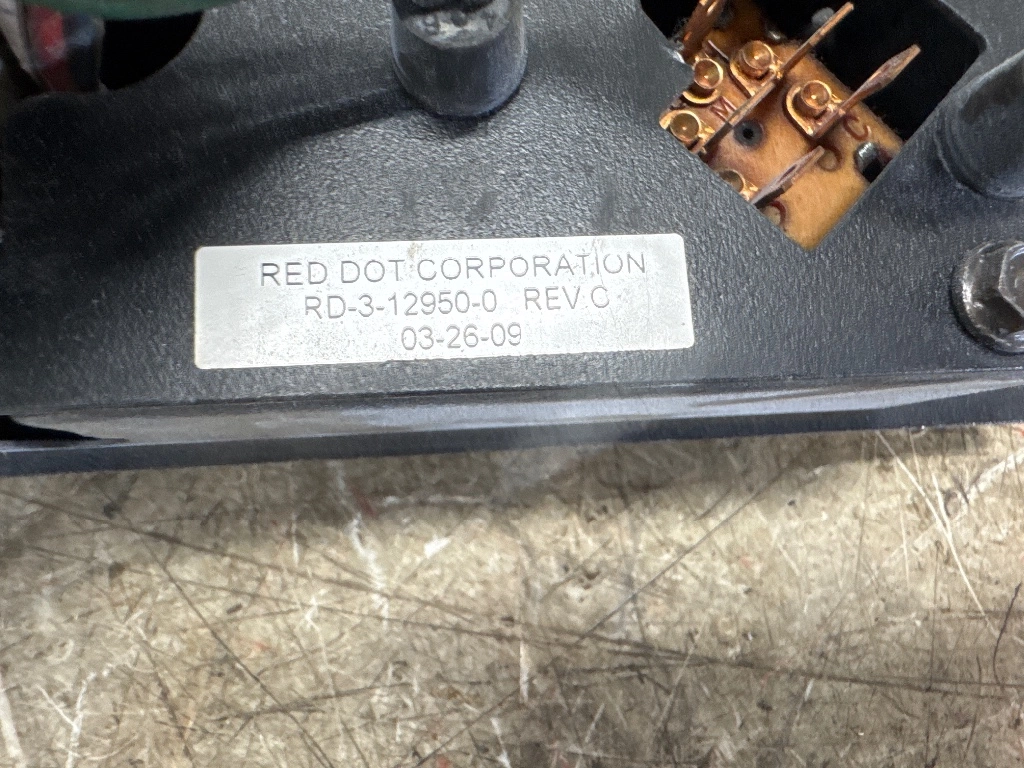 RED DOT CORPORATION
RD-3-12950-0 REV.C
03-26-09
M
C